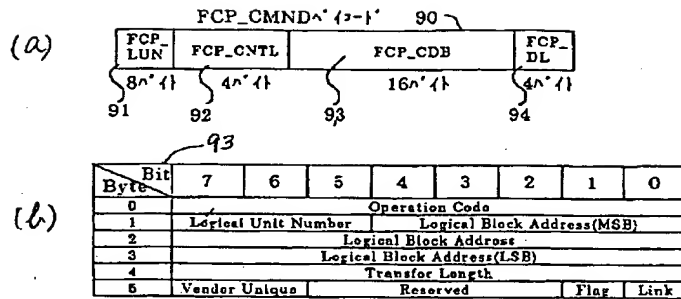 FCP_CMNDペイロード 90
(a)
FCP_LUN FCP_CNTL FCP_CDB FCP_DL
8バイト 4バイト 16バイト 4バイト
91 92 93 94
93
(b)
Byte Bit 7 6 5 4 3 2 1 0
0 Operation Code
1 Logical Unit Number Logical Block Address(MSB)
2 Logical Block Address
3 Logical Block Address(LSB)
4 Transfer Length
5 Vendor Unique Reserved Flag Link